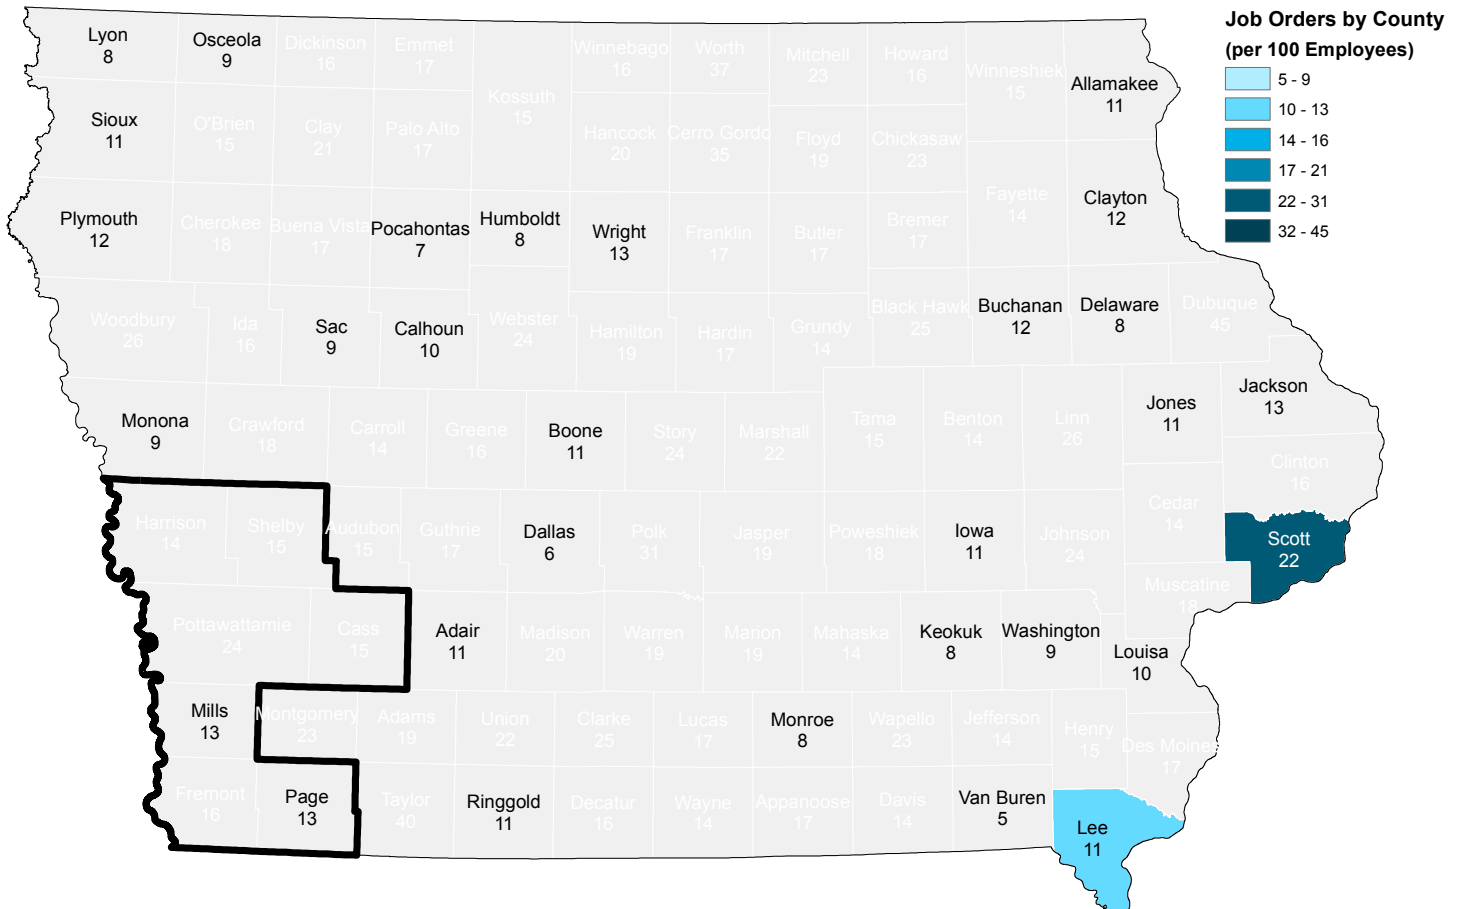 Job Orders by County
(per 100 Employees)
5 - 9
10 - 13
14 - 16
17 - 21
22 - 31
32 - 45
Lyon
8
Osceola
9
Dickinson
16
Emmet
17
Kossuth
15
Winnebago
16
Worth
37
Mitchell
23
Howard
16
Winneshiek
15
Allamakee
11
Sioux
11
O'Brien
15
Clay
21
Palo Alto
17
Hancock
20
Cerro Gordo
35
Floyd
19
Chickasaw
23
Plymouth
12
Cherokee
18
Buena Vista
17
Pocahontas
7
Humboldt
8
Wright
13
Franklin
17
Butler
17
Bremer
17
Fayette
14
Clayton
12
Woodbury
26
Ida
16
Sac
9
Calhoun
10
Webster
24
Hamilton
19
Hardin
17
Grundy
14
Black Hawk
25
Buchanan
12
Delaware
8
Dubuque
45
Monona
9
Crawford
18
Carroll
14
Greene
16
Boone
11
Story
24
Marshall
22
Tama
15
Benton
14
Linn
26
Jones
11
Jackson
13
Clinton
16
Harrison
14
Shelby
15
Audubon
15
Guthrie
17
Dallas
6
Polk
31
Jasper
19
Poweshiek
18
Iowa
11
Johnson
24
Cedar
14
Scott
22
Muscatine
18
Pottawattamie
24
Cass
15
Adair
11
Madison
20
Warren
19
Marion
19
Mahaska
14
Keokuk
8
Washington
9
Louisa
10
Mills
13
Montgomery
23
Adams
19
Union
22
Clarke
25
Lucas
17
Monroe
8
Wapello
23
Jefferson
14
Henry
15
Des Moines
17
Fremont
16
Page
13
Taylor
40
Ringgold
11
Decatur
16
Wayne
14
Appanoose
17
Davis
14
Van Buren
5
Lee
11